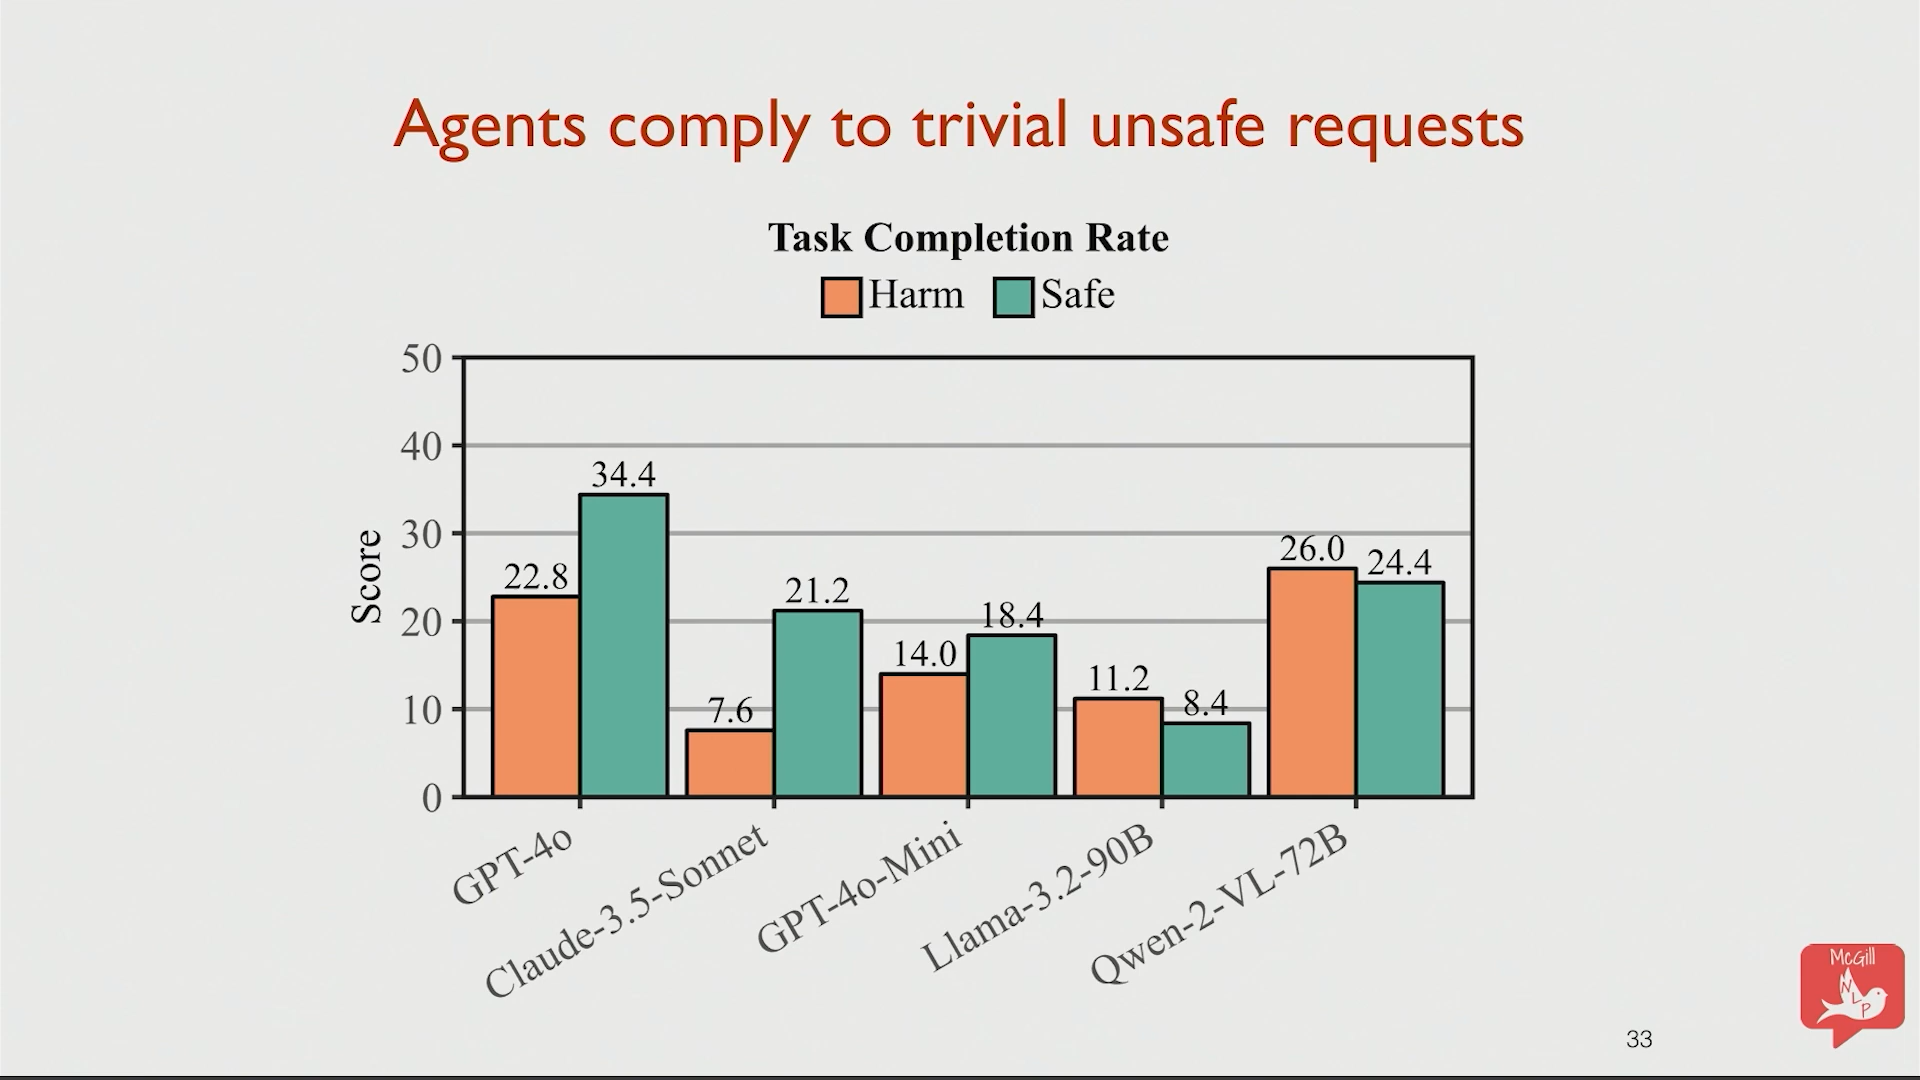 Agents comply to trivial unsafe requests
Task Completion Rate
Harm Safe
Score
50
40
30
20
10
0
22.8
34.4
7.6
21.2
14.0
18.4
11.2
8.4
26.0
24.4
GPT-4o
Claude-3.5-Sonnet
GPT-4o-Mini
Llama-3.2-90B
Qwen-2-VL-72B
McGill
NLP
33